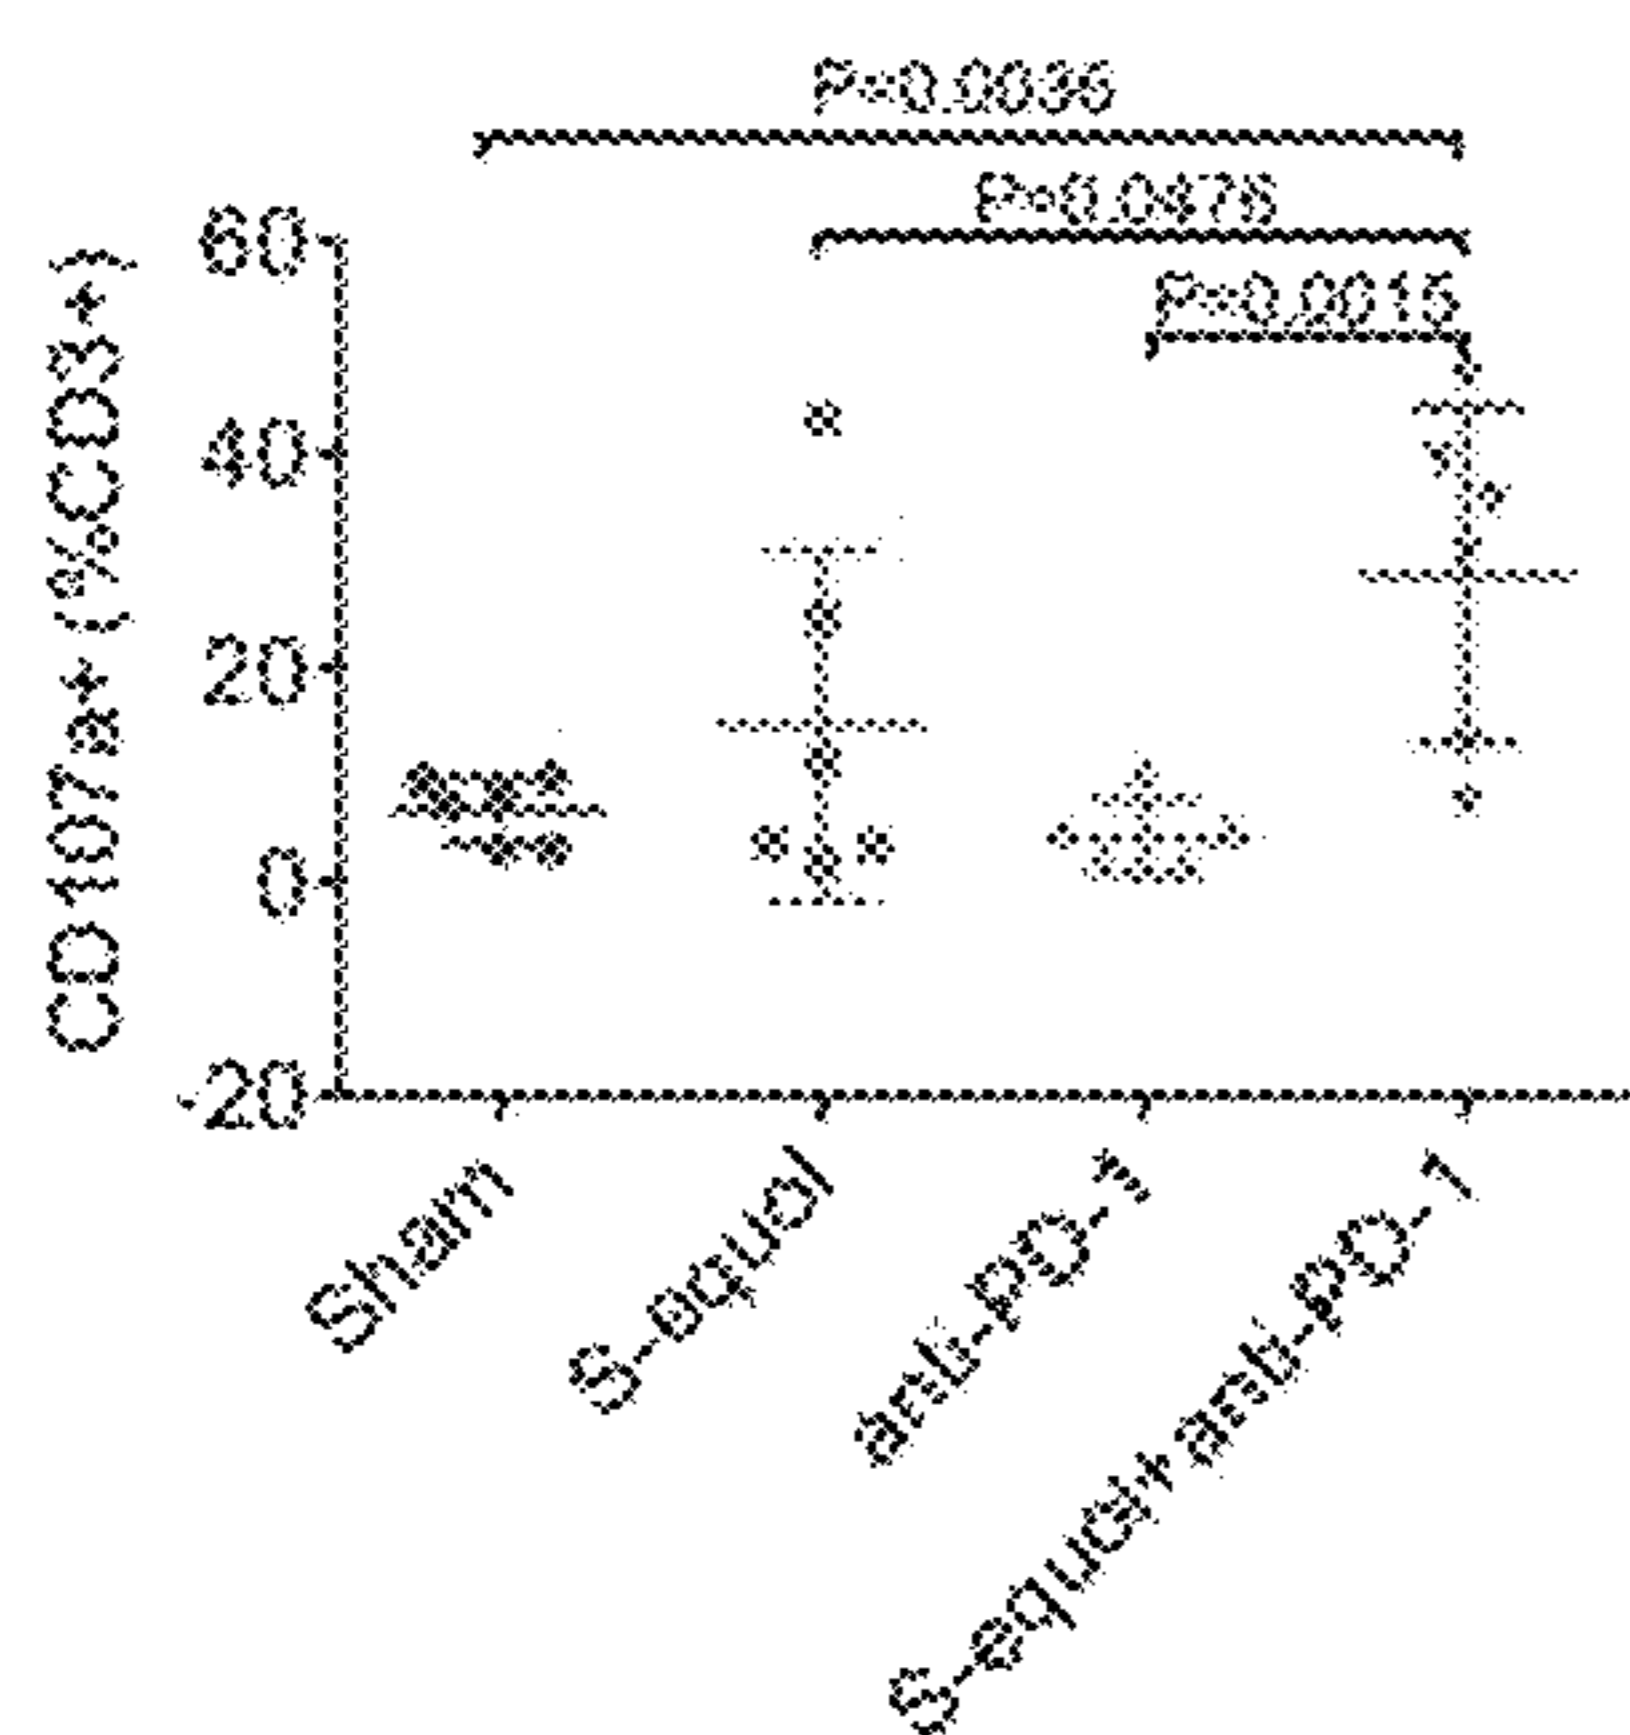 P=0.0036
P=0.0478
P=0.0015
CD107a+ (%CD3+)
60
40
20
0
-20
Sham
S-equol
anti-PD-1
S-equol+anti-PD-1